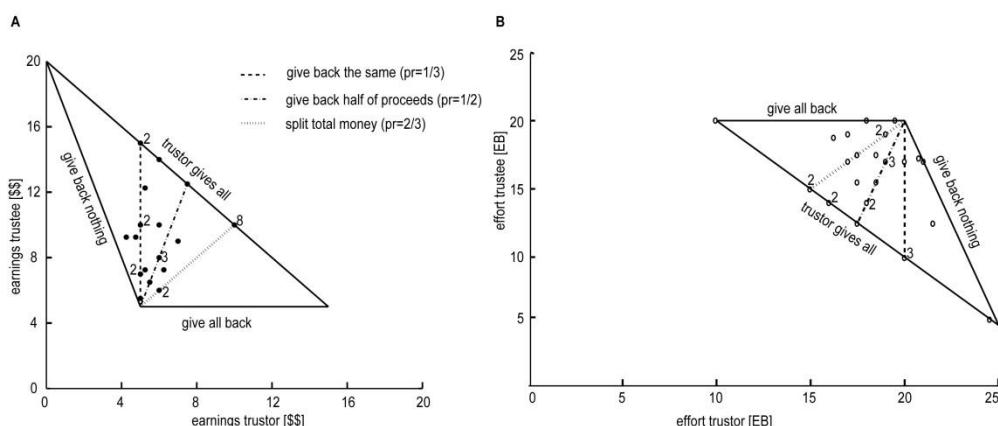 A
20
16
12
8
4
0
earnings trustee [$$]
0
4
8
12
16
20
earnings trustor [$$]
give back the same (pr=1/3)
give back half of proceeds (pr=1/2)
split total money (pr=2/3)
give back nothing
trustor gives all
give all back
2
2
2
3
2
8
B
25
20
15
10
5
0
effort trustee [EB]
0
5
10
15
20
25
effort trustor [EB]
give all back
give back nothing
trustor gives all
2
2
2
3
2
3